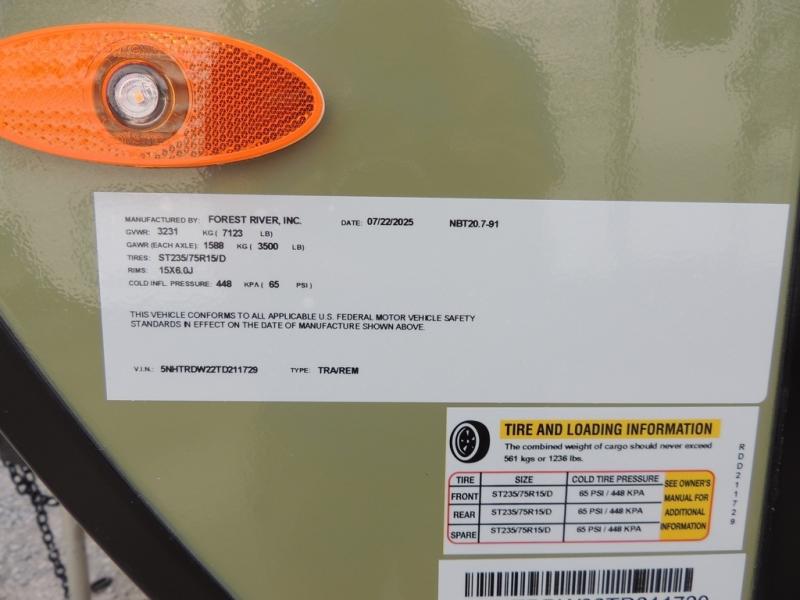 MANUFACTURED BY: FOREST RIVER, INC. DATE: 07/22/2025 NBT20.7-91
GVWR: 3231 KG ( 7123 LB)
GAWR (EACH AXLE): 1588 KG ( 3500 LB)
TIRES: ST235/75R15/D
RIMS: 15X6.0J
COLD INFL. PRESSURE: 448 KPA ( 65 PSI )
THIS VEHICLE CONFORMS TO ALL APPLICABLE U.S. FEDERAL MOTOR VEHICLE SAFETY
STANDARDS IN EFFECT ON THE DATE OF MANUFACTURE SHOWN ABOVE.
V.I.N.: 5NHTRDW22TD211729 TYPE: TRA/REM
TIRE AND LOADING INFORMATION
The combined weight of cargo should never exceed
561 kgs or 1236 lbs.
TIRE SIZE COLD TIRE PRESSURE
FRONT ST235/75R15/D 65 PSI / 448 KPA
REAR ST235/75R15/D 65 PSI / 448 KPA
SPARE ST235/75R15/D 65 PSI / 448 KPA
SEE OWNER'S
MANUAL FOR
ADDITIONAL
INFORMATION
RDD211729